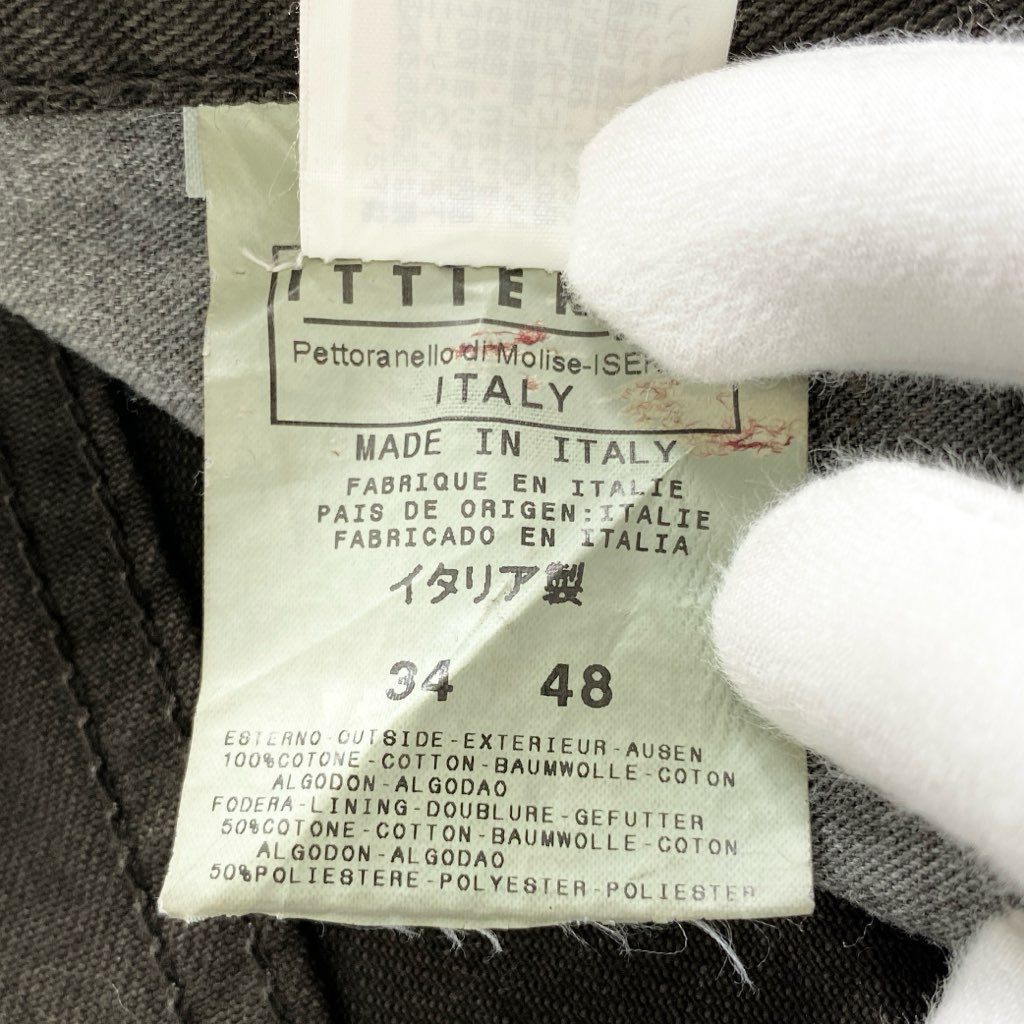 ITTIE
Pettoranello di Molise-ISER
ITALY
MADE IN ITALY
FABRIQUE EN ITALIE
PAIS DE ORIGEN:ITALIE
FABRICADO EN ITALIA
イタリア製
34 48
ESTERNO-OUTSIDE-EXTERIEUR-AUSEN
100%COTONE-COTTON-BAUMWOLLE-COTON
ALGODON-ALGODAO
FODERA-LINING-DOUBLURE-GEFUTTER
50%COTONE-COTTON-BAUMWOLLE-COTON
ALGODON-ALGODAO
50%POLIESTERE-POLYESTER-POLIESTER